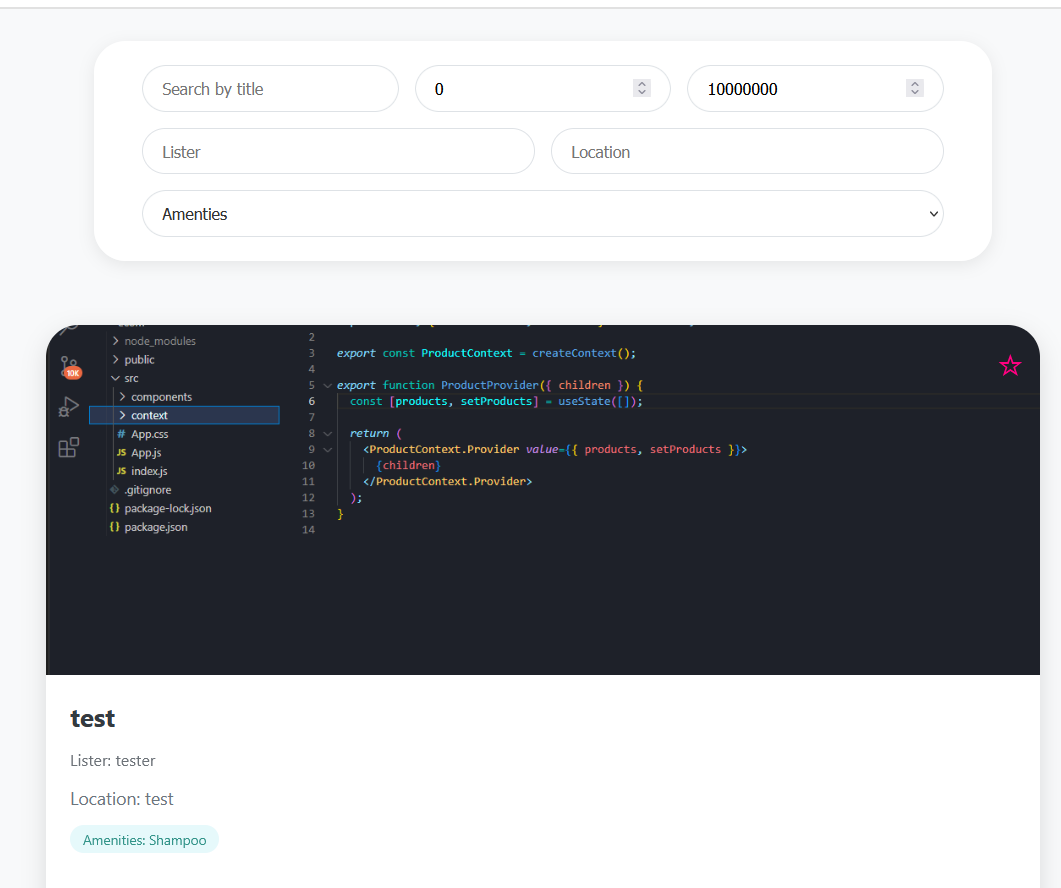 Search by title
0
10000000
Lister
Location
Amenties
node_modules
public
src
components
context
# App.css
JS App.js
JS index.js
.gitignore
{} package-lock.json
{} package.json
10K
2
3 export const ProductContext = createContext();
4
5 export function ProductProvider({ children }) {
6 const [products, setProducts] = useState([]);
7
8 return (
9 <ProductContext.Provider value={{ products, setProducts }}>
10 {children}
11 </ProductContext.Provider>
12 );
13 }
14
test
Lister: tester
Location: test
Amenities: Shampoo